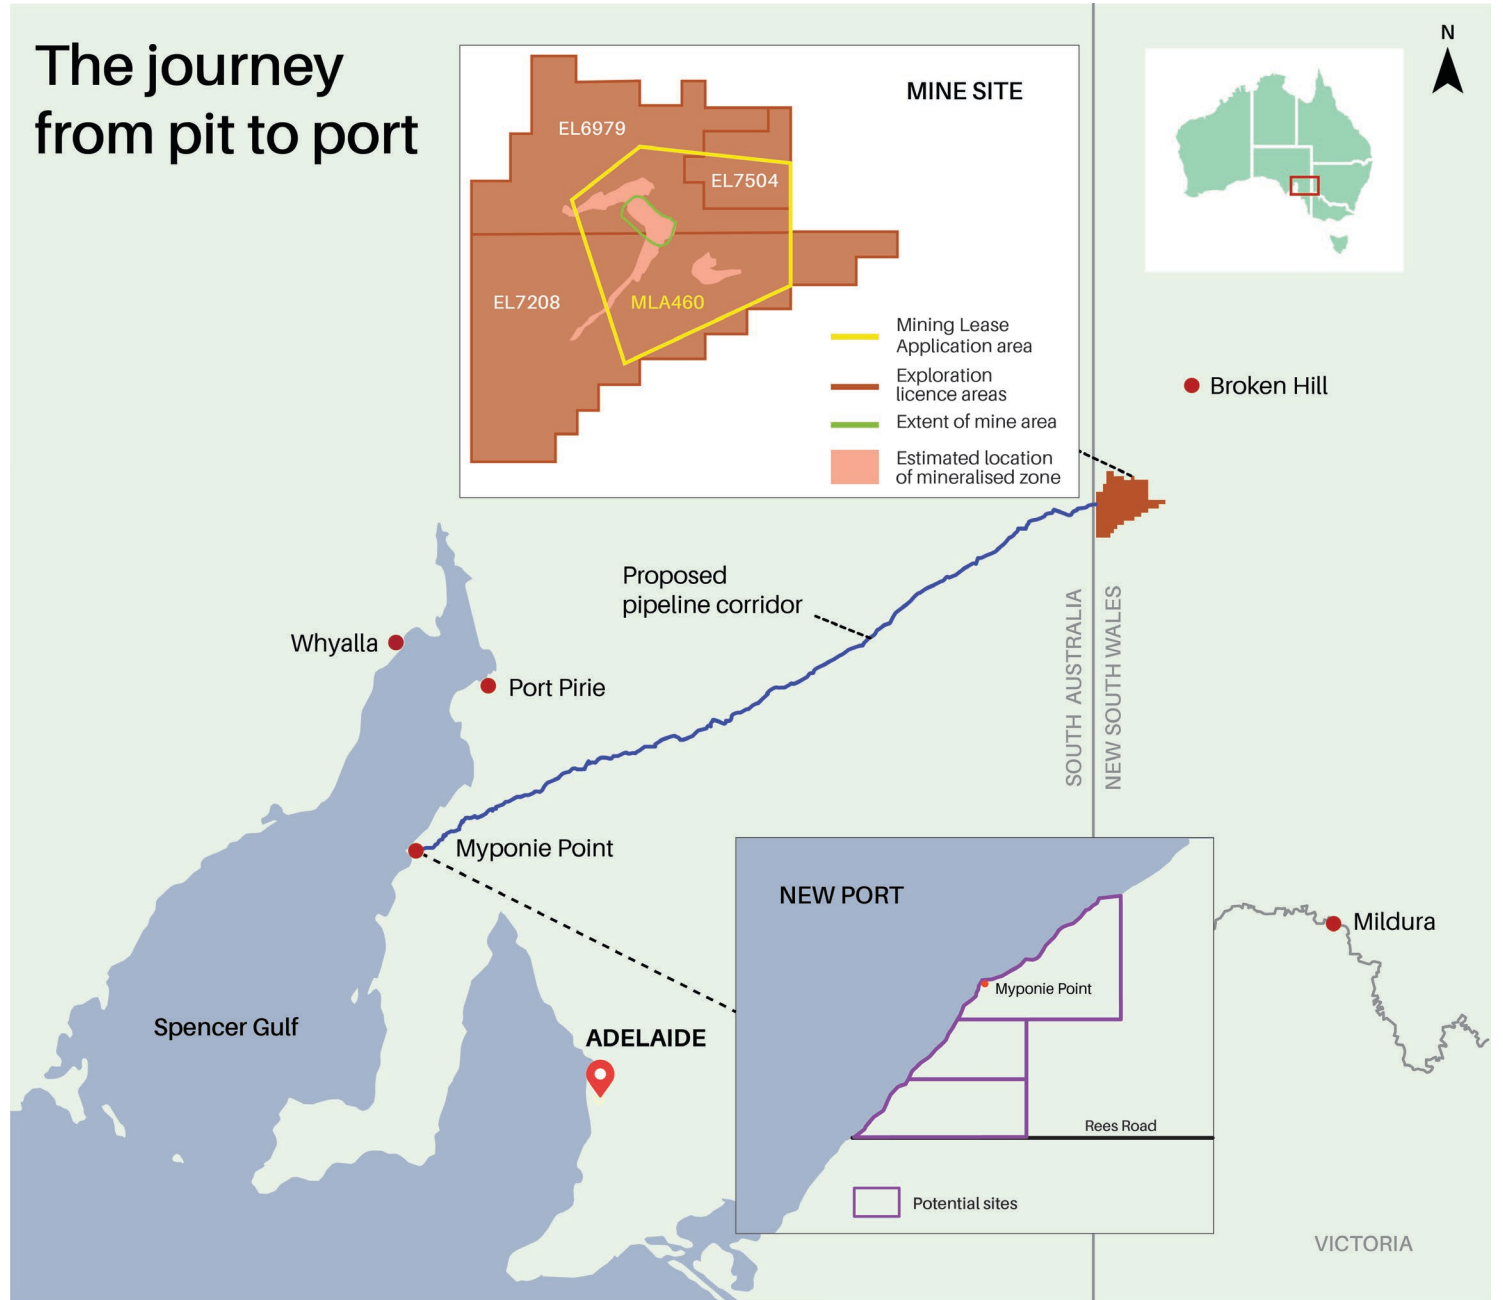 The journey
from pit to port
MINE SITE
EL6979
EL7504
EL7208
MLA460
Mining Lease
Application area
Exploration
licence areas
Extent of mine area
Estimated location
of mineralised zone
N
Broken Hill
Proposed
pipeline corridor
SOUTH AUSTRALIA
NEW SOUTH WALES
Whyalla
Port Pirie
Myponie Point
NEW PORT
Myponie Point
Rees Road
Potential sites
Mildura
Spencer Gulf
ADELAIDE
VICTORIA